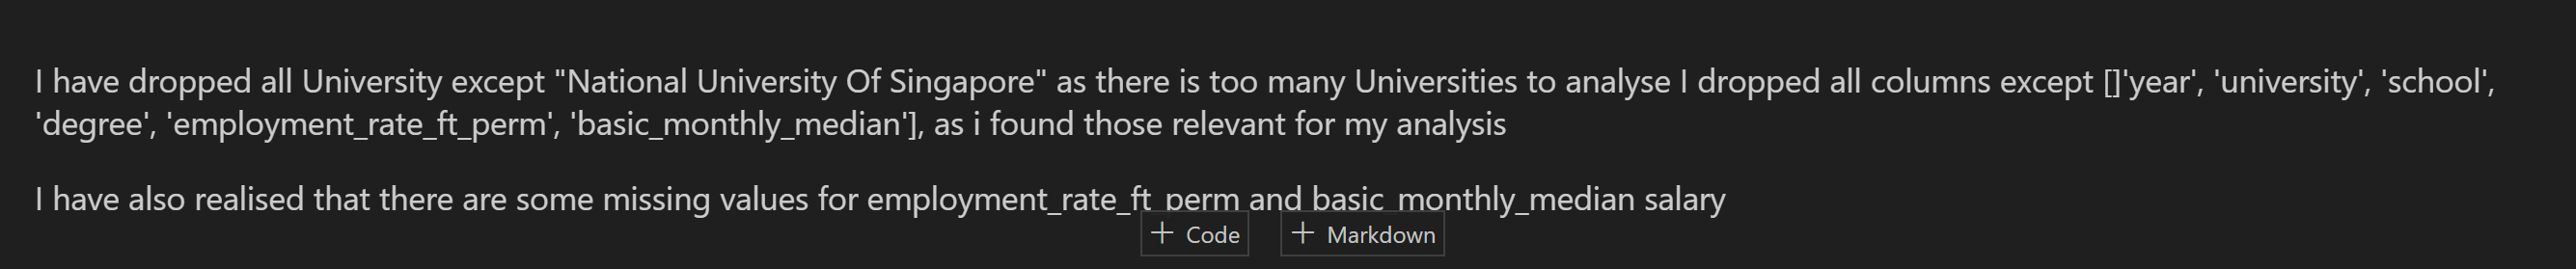 I have dropped all University except "National University Of Singapore" as there is too many Universities to analyse I dropped all columns except []'year', 'university', 'school',
'degree', 'employment_rate_ft_perm', 'basic_monthly_median'], as i found those relevant for my analysis
I have also realised that there are some missing values for employment_rate_ft_perm and basic_monthly_median salary
+ Code + Markdown